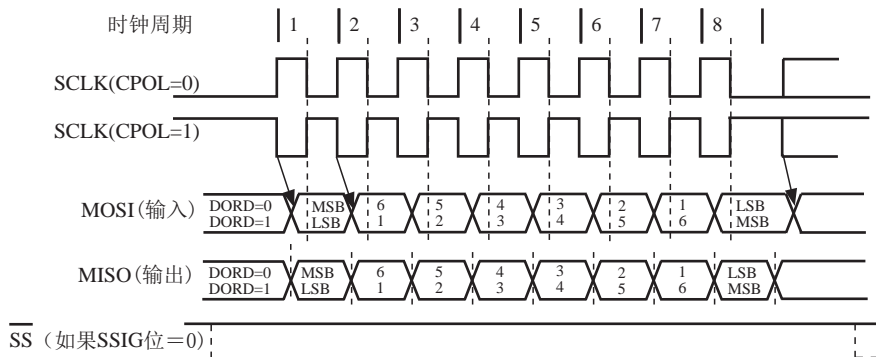 时钟周期 1 2 3 4 5 6 7 8
SCLK(CPOL=0)
SCLK(CPOL=1)
MOSI(输入) DORD=0 MSB 6 5 4 3 2 1 LSB
DORD=1 LSB 1 2 3 4 5 6 MSB
MISO(输出) DORD=0 MSB 6 5 4 3 2 1 LSB
DORD=1 LSB 1 2 3 4 5 6 MSB
SS (如果SSIG位=0)